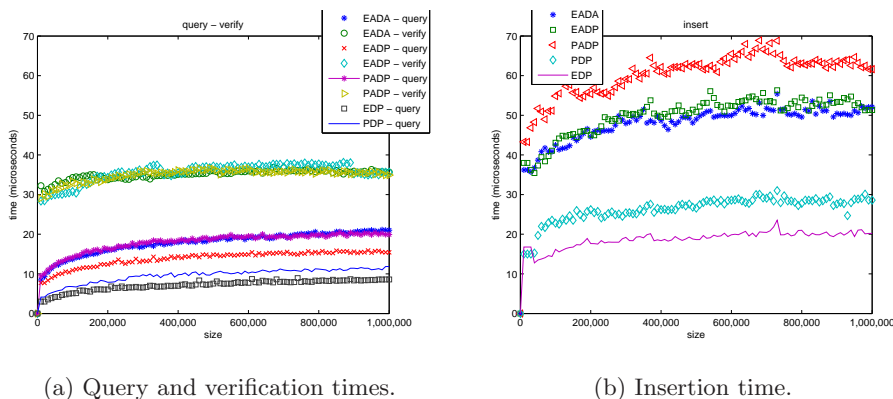 query – verify
EADA – query
EADA – verify
EADP – query
EADP – verify
PADP – query
PADP – verify
EDP – query
PDP – query
70
60
50
40
30
20
10
0
time (microseconds)
0
200,000
400,000
600,000
800,000
1,000,000
size
(a) Query and verification times.
insert
EADA
EADP
PADP
PDP
EDP
70
60
50
40
30
20
10
0
time (microseconds)
0
200,000
400,000
600,000
800,000
1,000,000
size
(b) Insertion time.